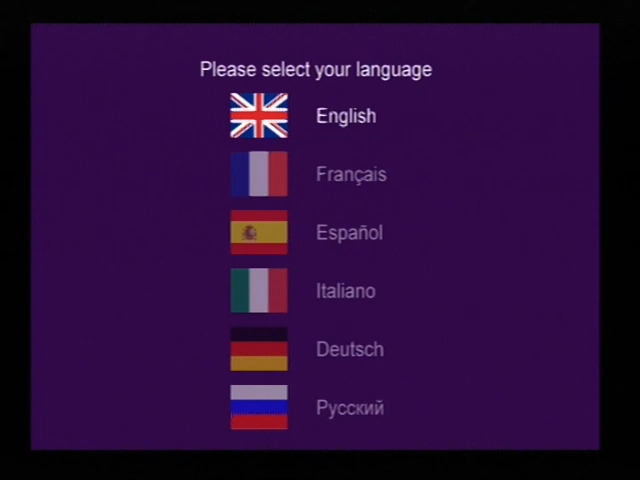 Please select your language
English
Français
Español
Italiano
Deutsch
Русский